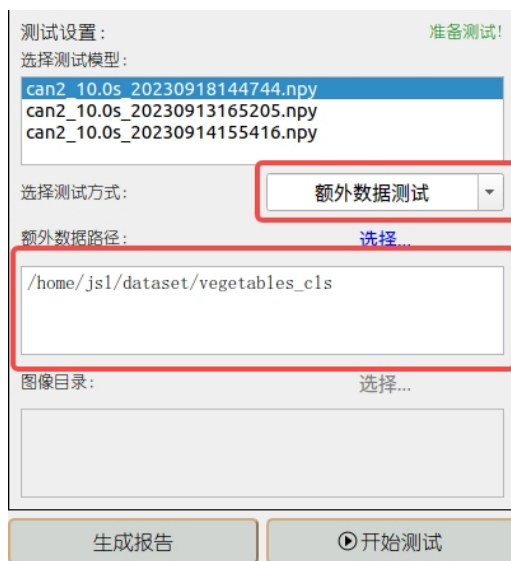 测试设置： 准备测试!
选择测试模型：
can2_10.0s_20230918144744.npy
can2_10.0s_20230913165205.npy
can2_10.0s_20230914155416.npy
选择测试方式： 额外数据测试
额外数据路径： 选择...
/home/jsl/dataset/vegetables_cls
图像目录： 选择...
生成报告 开始测试